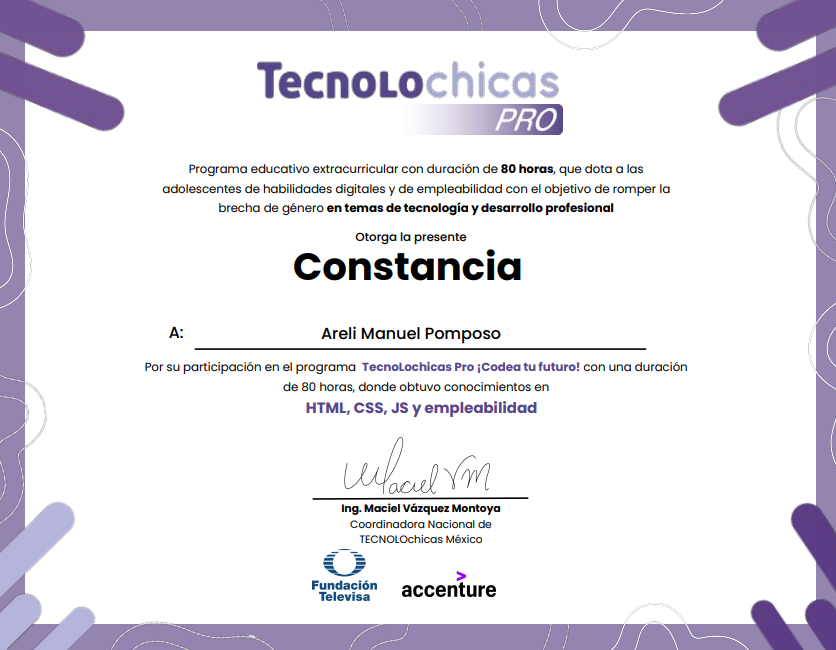 TECNOLOchicas
PRO
Programa educativo extracurricular con duración de 80 horas, que dota a las
adolescentes de habilidades digitales y de empleabilidad con el objetivo de romper la
brecha de género en temas de tecnología y desarrollo profesional
Otorga la presente
Constancia
A: Areli Manuel Pomposo
Por su participación en el programa TecnoLochicas Pro ¡Codea tu futuro! con una duración
de 80 horas, donde obtuvo conocimientos en
HTML, CSS, JS y empleabilidad
Maciel VM
Ing. Maciel Vázquez Montoya
Coordinadora Nacional de
TECNOLOchicas México
Fundación
Televisa
accenture